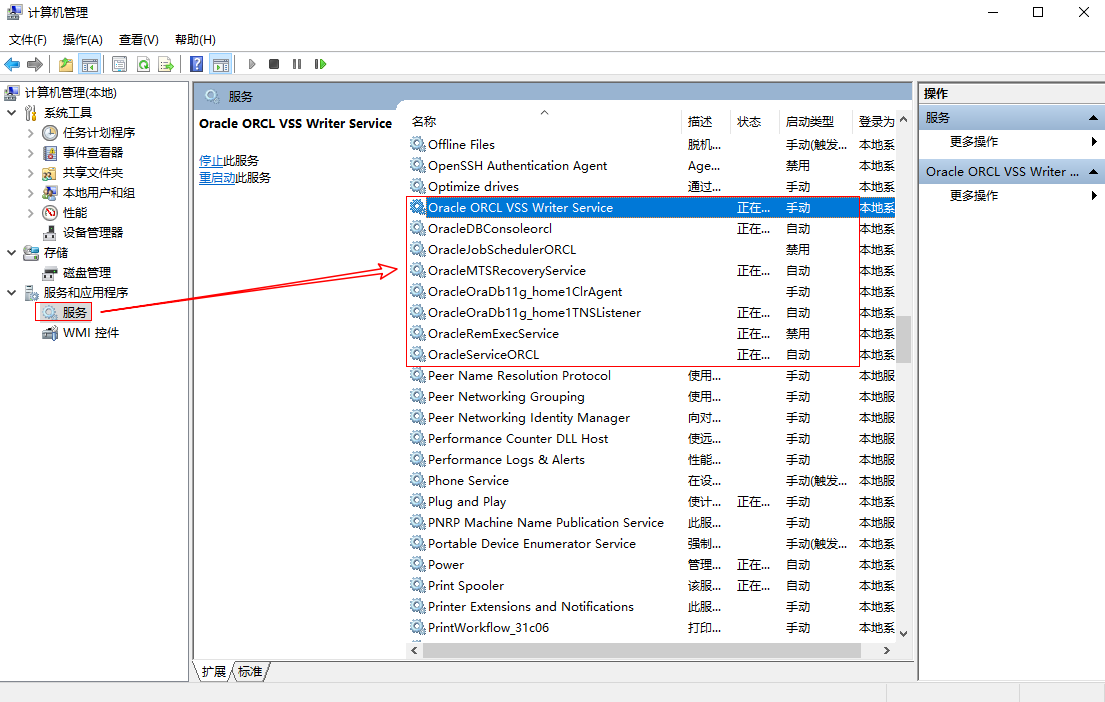 计算机管理
文件(F) 操作(A) 查看(V) 帮助(H)
计算机管理(本地)
系统工具
任务计划程序
事件查看器
共享文件夹
本地用户和组
性能
设备管理器
存储
磁盘管理
服务和应用程序
服务
WMI 控件
服务
Oracle ORCL VSS Writer Service
停止此服务
重启动此服务
名称 描述 状态 启动类型 登录为
Offline Files 脱机... 手动(触发... 本地系
OpenSSH Authentication Agent Age... 禁用 本地系
Optimize drives 通过... 手动 本地系
Oracle ORCL VSS Writer Service 正在... 手动 本地系
OracleDBConsoleorcl 正在... 自动 本地系
OracleJobSchedulerORCL 禁用 本地系
OracleMTSRecoveryService 正在... 自动 本地系
OracleOraDb11g_home1ClrAgent 手动 本地系
OracleOraDb11g_home1TNSListener 正在... 自动 本地系
OracleRemExecService 正在... 禁用 本地系
OracleServiceORCL 正在... 自动 本地系
Peer Name Resolution Protocol 使用... 手动 本地服
Peer Networking Grouping 使用... 手动 本地服
Peer Networking Identity Manager 向对... 手动 本地服
Performance Counter DLL Host 使远... 手动 本地服
Performance Logs & Alerts 性能... 手动 本地服
Phone Service 在设... 手动(触发... 本地服
Plug and Play 使计... 正在... 手动 本地系
PNRP Machine Name Publication Service 此服... 手动 本地服
Portable Device Enumerator Service 强制... 手动(触发... 本地系
Power 管理... 正在... 自动 本地系
Print Spooler 该服... 正在... 自动 本地系
Printer Extensions and Notifications 此服... 手动 本地系
PrintWorkflow_31c06 打印... 手动 本地系
扩展 标准
操作
服务
更多操作
Oracle ORCL VSS Writer ...
更多操作